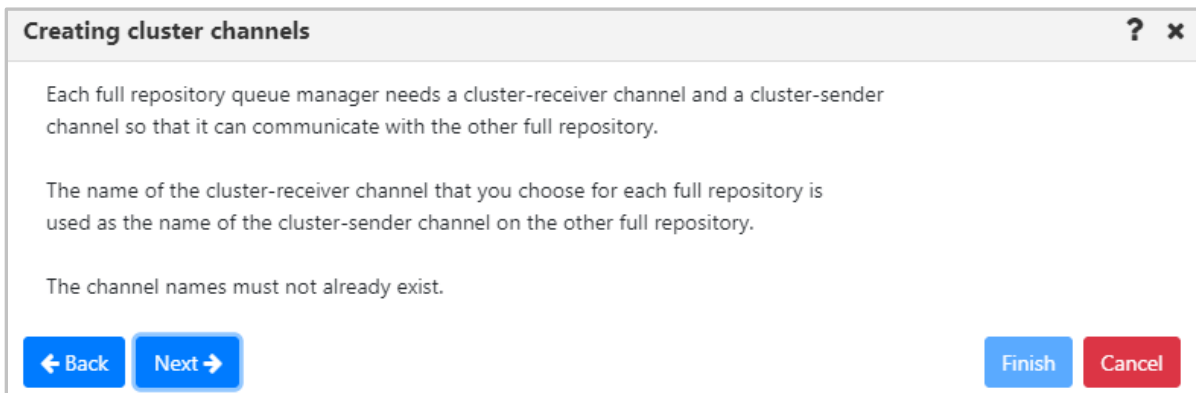 Creating cluster channels ? ×
Each full repository queue manager needs a cluster-receiver channel and a cluster-sender
channel so that it can communicate with the other full repository.
The name of the cluster-receiver channel that you choose for each full repository is
used as the name of the cluster-sender channel on the other full repository.
The channel names must not already exist.
← Back Next → Finish Cancel